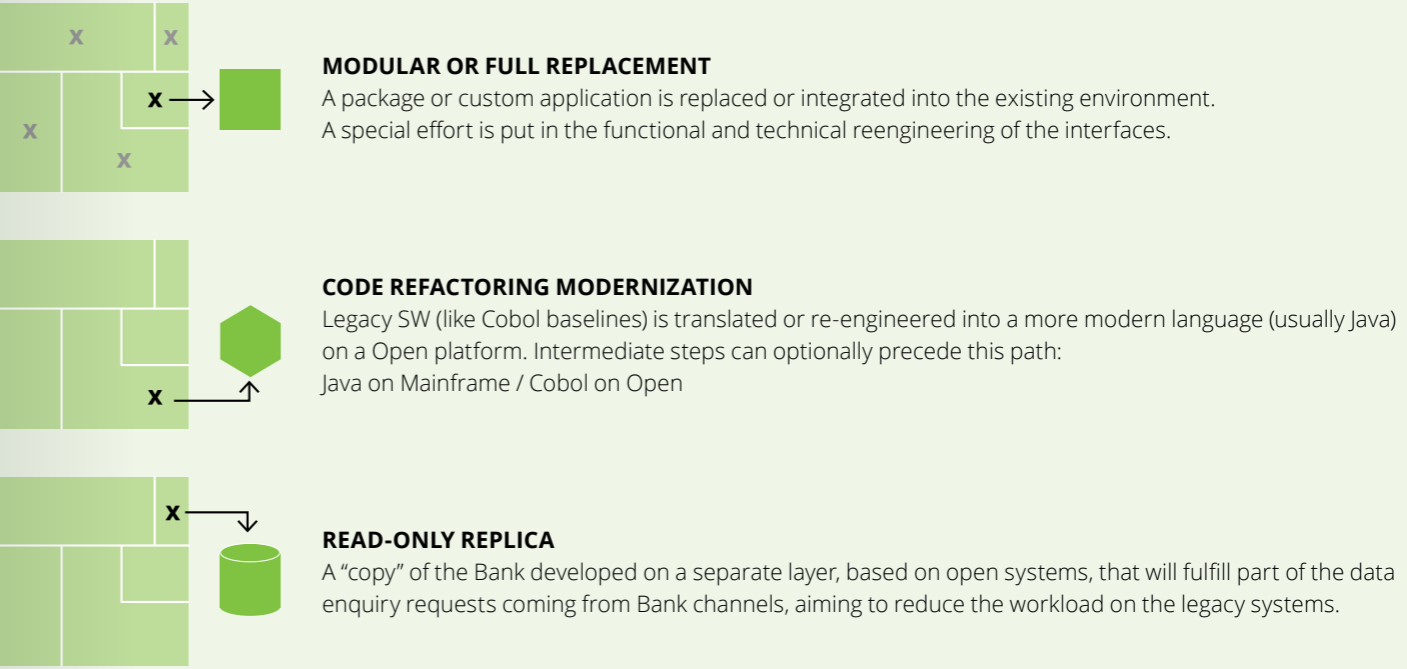 X X
X
X
X
MODULAR OR FULL REPLACEMENT
A package or custom application is replaced or integrated into the existing environment.
A special effort is put in the functional and technical reengineering of the interfaces.
X
CODE REFACTORING MODERNIZATION
Legacy SW (like Cobol baselines) is translated or re-engineered into a more modern language (usually Java)
on a Open platform. Intermediate steps can optionally precede this path:
Java on Mainframe / Cobol on Open
X
READ-ONLY REPLICA
A “copy” of the Bank developed on a separate layer, based on open systems, that will fulfill part of the data
enquiry requests coming from Bank channels, aiming to reduce the workload on the legacy systems.